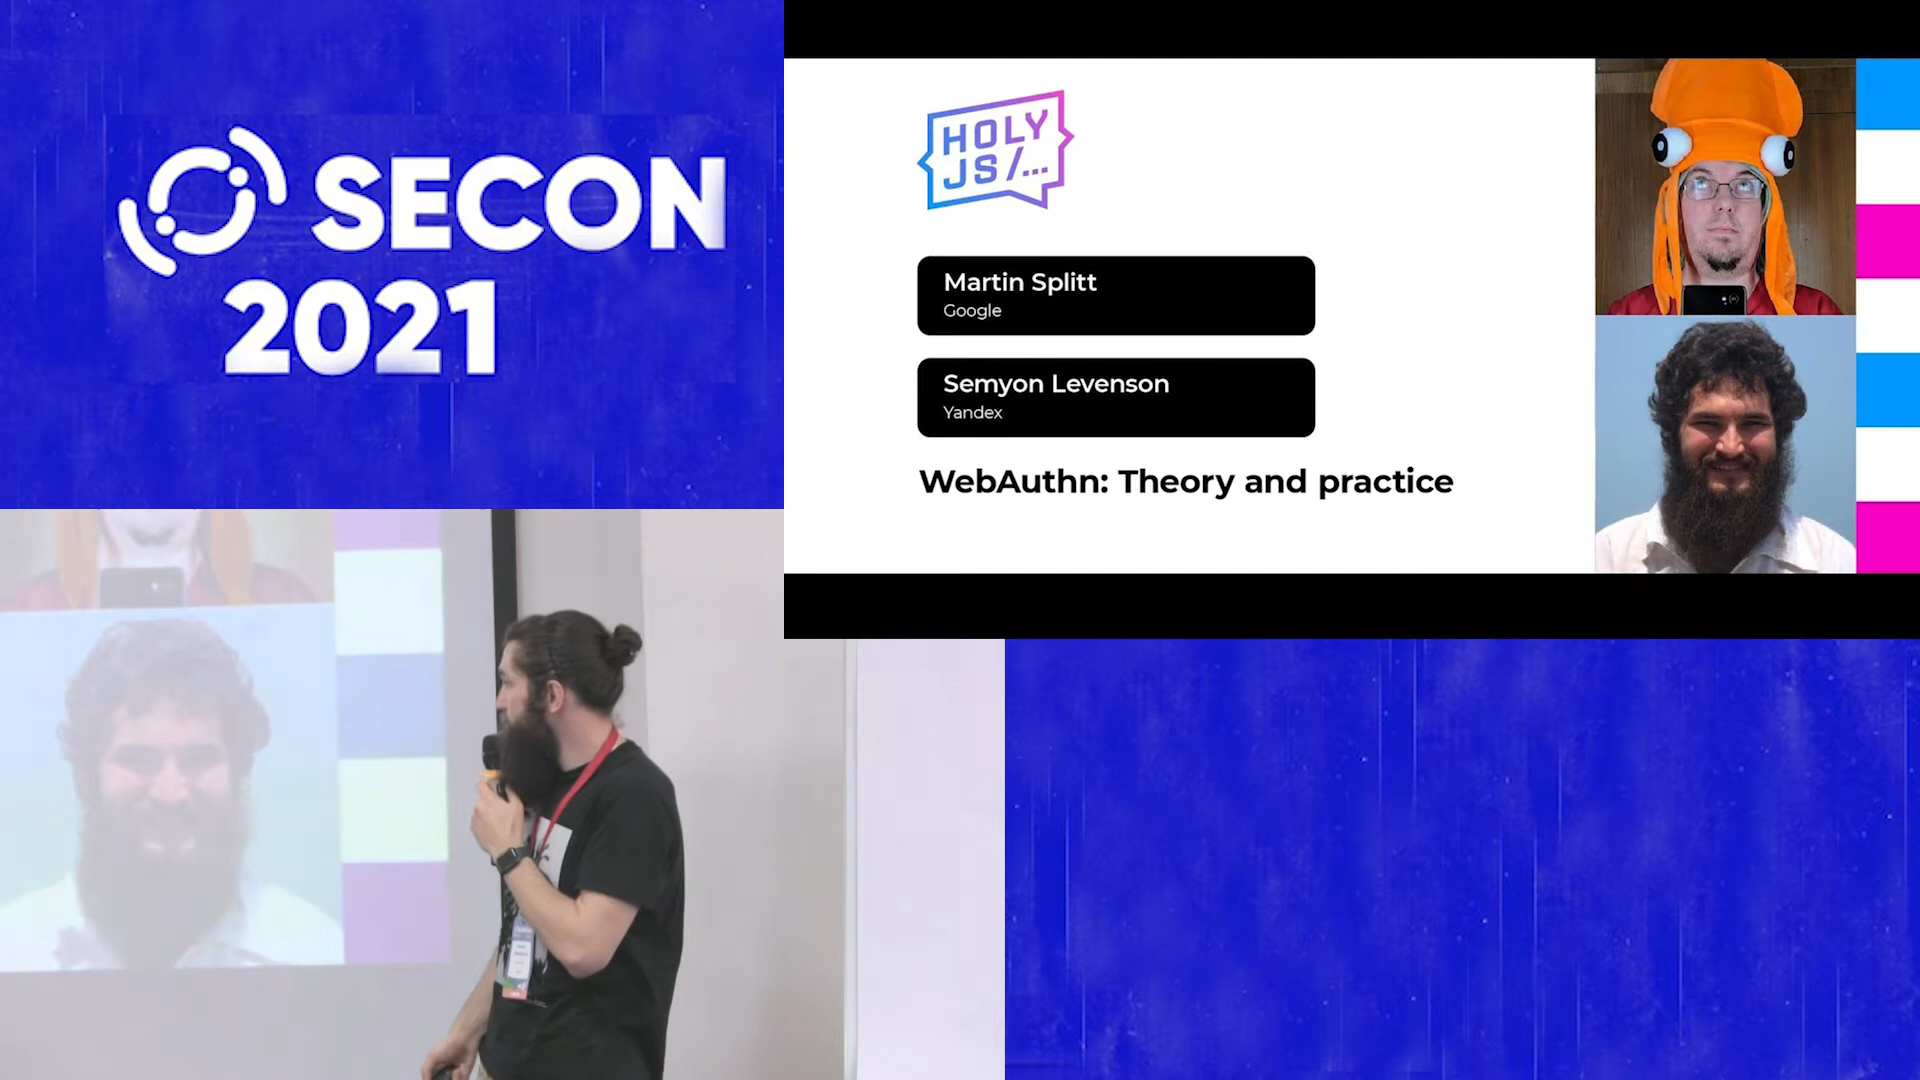 SECON
2021
HOLY
JS/...
Martin Splitt
Google
Semyon Levenson
Yandex
WebAuthn: Theory and practice